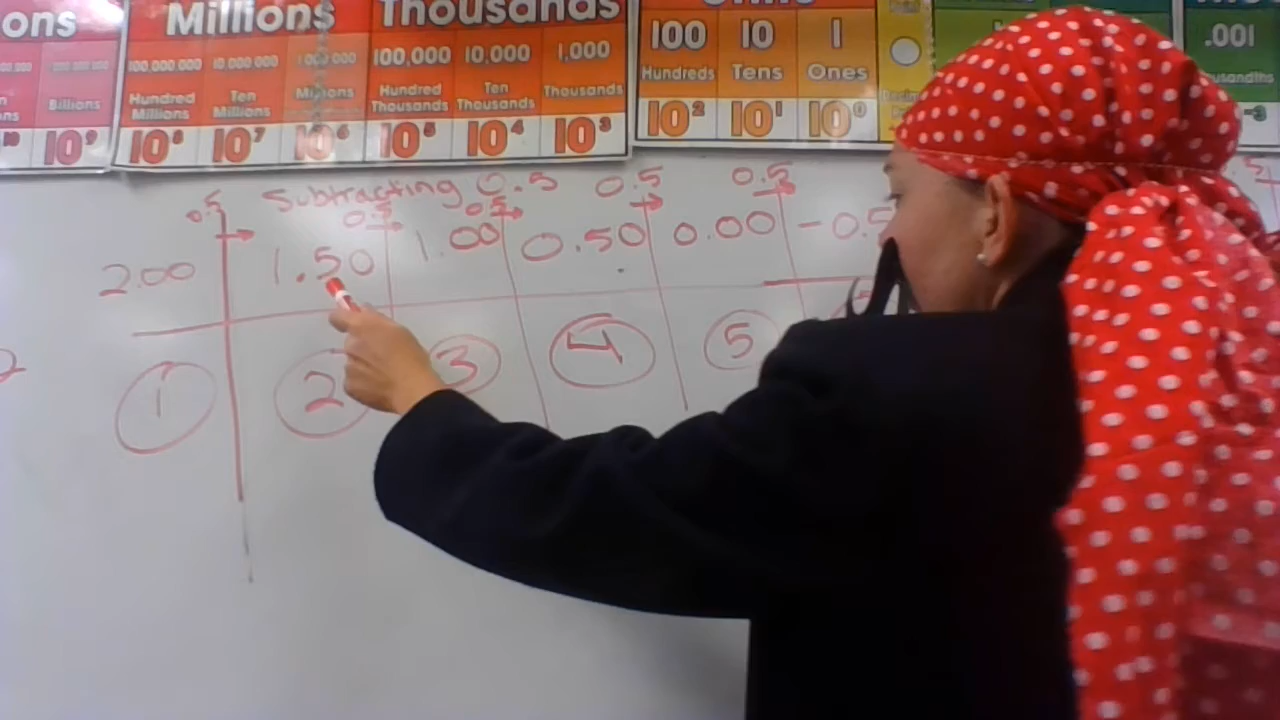 ons
Millions
Thousands
Billions
10⁹
100,000,000
10,000,000
1,000,000
Hundred Millions
Ten Millions
Millions
10⁸
10⁷
10⁶
100,000
10,000
1,000
Hundred Thousands
Ten Thousands
Thousands
10⁵
10⁴
10³
100
10
1
Hundreds
Tens
Ones
10²
10¹
10⁰
.001
-3
Subtracting 0.5
0.5
0.5
0.5
0.5
0.5
2.00
1.50
1.00
0.50
0.00
-0.5
2
1
2
3
4
5